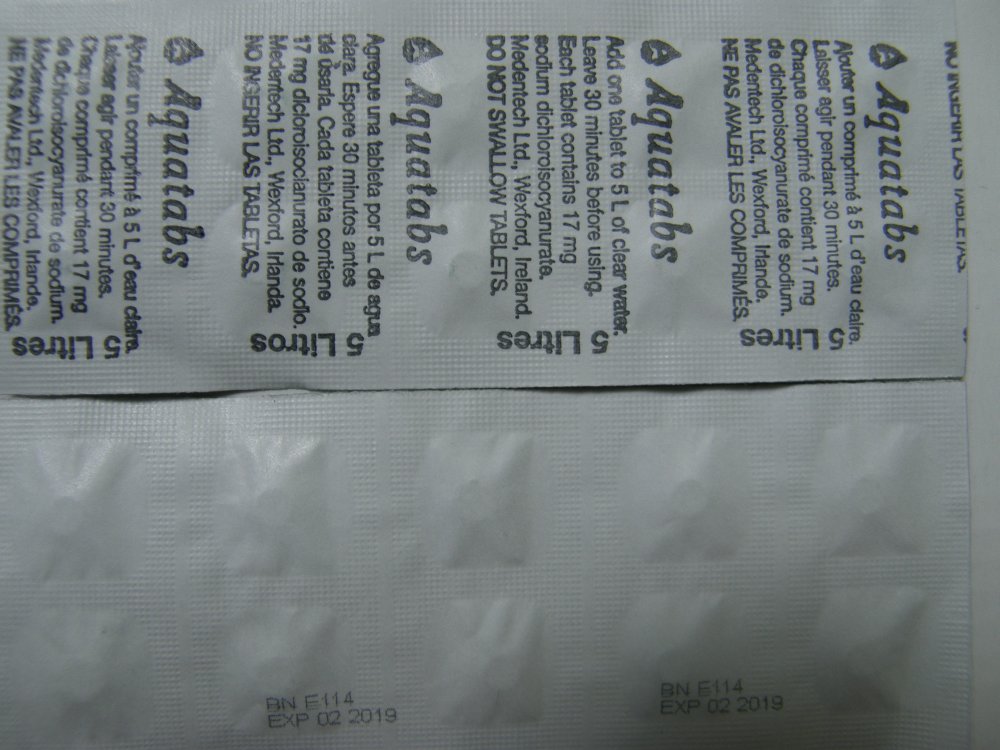 NO INGERIR LAS TABLETAS.
Aquatabs
Ajouter un comprimé à 5 L d'eau claire.
Laisser agir pendant 30 minutes.
Chaque comprimé contient 17 mg
de dichloroisocyanurate de sodium.
Medentech Ltd., Wexford, Irlande.
NE PAS AVALER LES COMPRIMÉS.
5
Litres
Aquatabs
Add one tablet to 5 L of clear water.
Leave 30 minutes before using.
Each tablet contains 17 mg
sodium dichloroisocyanurate.
Medentech Ltd., Wexford, Ireland.
DO NOT SWALLOW TABLETS.
5
Litres
Aquatabs
Agregue una tableta por 5 L de agua
clara. Espere 30 minutos antes
de usarla. Cada tableta contiene
17 mg dicloroisocianurato de sodio.
Medentech Ltd., Wexford, Irlanda.
NO INGERIR LAS TABLETAS.
5
Litros
Aquatabs
Ajouter un comprimé à 5 L d'eau claire.
Laisser agir pendant 30 minutes.
Chaque comprimé contient 17 mg
de dichloroisocyanurate de sodium.
Medentech Ltd., Wexford, Irlande.
NE PAS AVALER LES COMPRIMÉS.
5
Litres
BN E114
EXP 02 2019
BN E114
EXP 02 2019